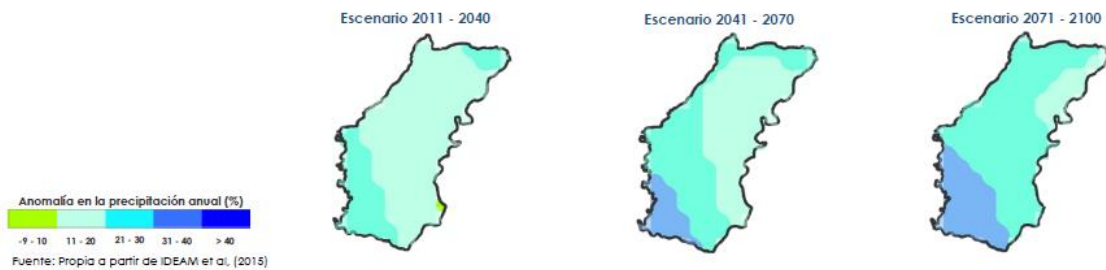 Escenario 2011 - 2040
Escenario 2041 - 2070
Escenario 2071 - 2100
Anomalía en la precipitación anual (%)
-9 - 10 11 - 20 21 - 30 31 - 40 > 40
Fuente: Propia a partir de IDEAM et al, (2015)